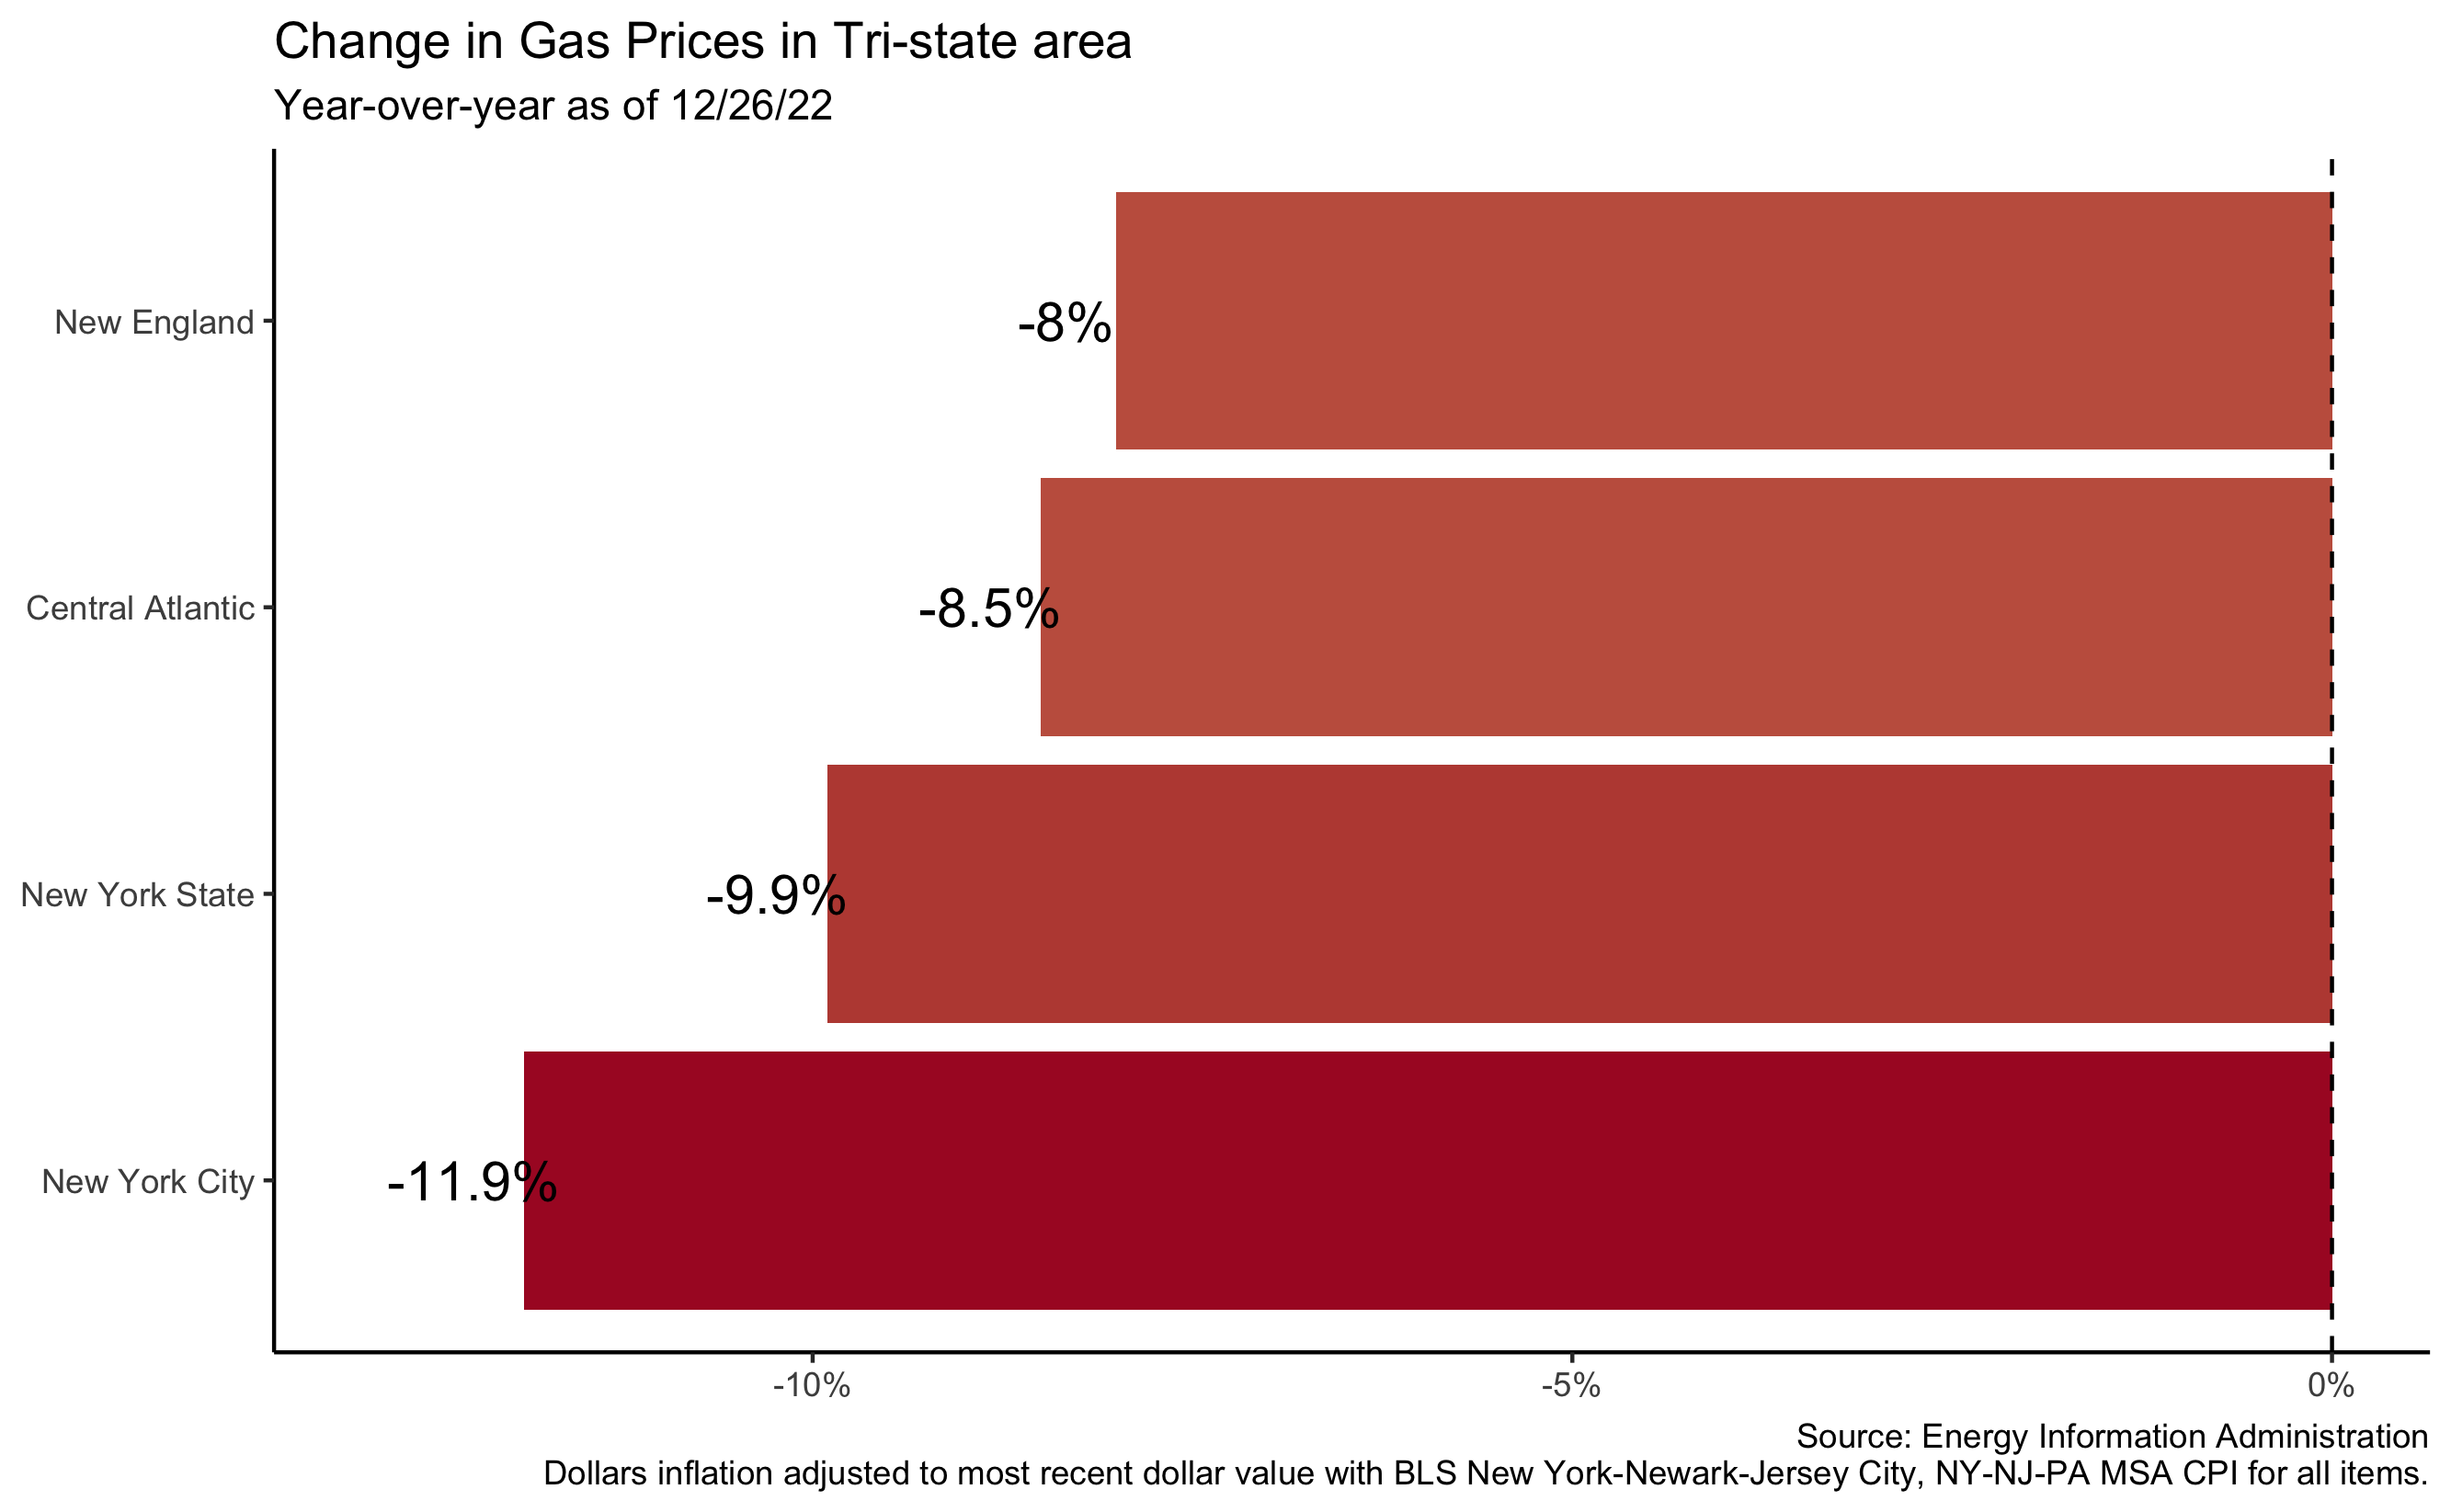 Change in Gas Prices in Tri-state area
Year-over-year as of 12/26/22
New England
-8%
Central Atlantic
-8.5%
New York State
-9.9%
New York City
-11.9%
-10%
-5%
0%
Source: Energy Information Administration
Dollars inflation adjusted to most recent dollar value with BLS New York-Newark-Jersey City, NY-NJ-PA MSA CPI for all items.